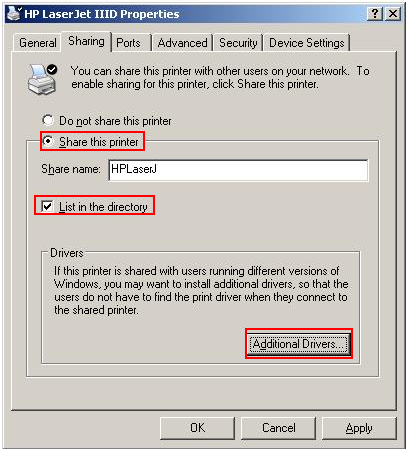 HP LaserJet IIID Properties
General Sharing Ports Advanced Security Device Settings
You can share this printer with other users on your network. To
enable sharing for this printer, click Share this printer.
Do not share this printer
Share this printer
Share name: HPLaserJ
List in the directory
Drivers
If this printer is shared with users running different versions of
Windows, you may want to install additional drivers, so that the
users do not have to find the print driver when they connect to
the shared printer.
Additional Drivers...
OK Cancel Apply